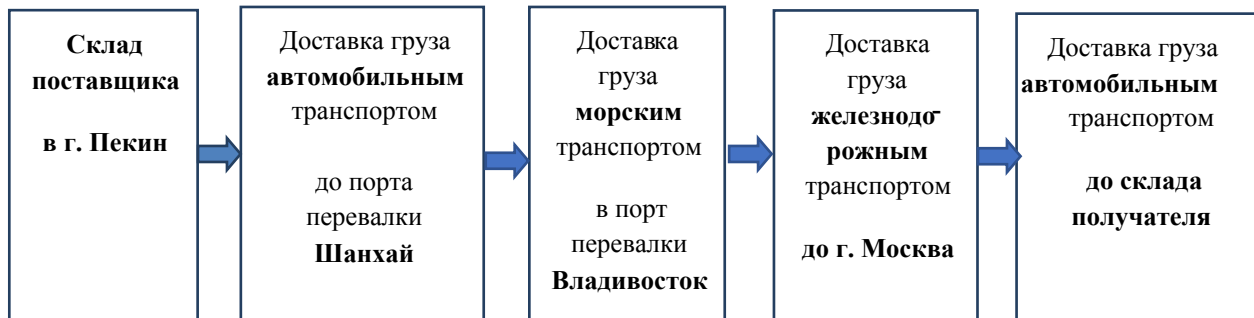 Склад
поставщика
в г. Пекин
Доставка груза
автомобильным
транспортом
до порта
перевалки
Шанхай
Доставка
груза
морским
транспортом
в порт
перевалки
Владивосток
Доставка
груза
железнодо-
рожным
транспортом
до г. Москва
Доставка груза
автомобильным
транспортом
до склада
получателя